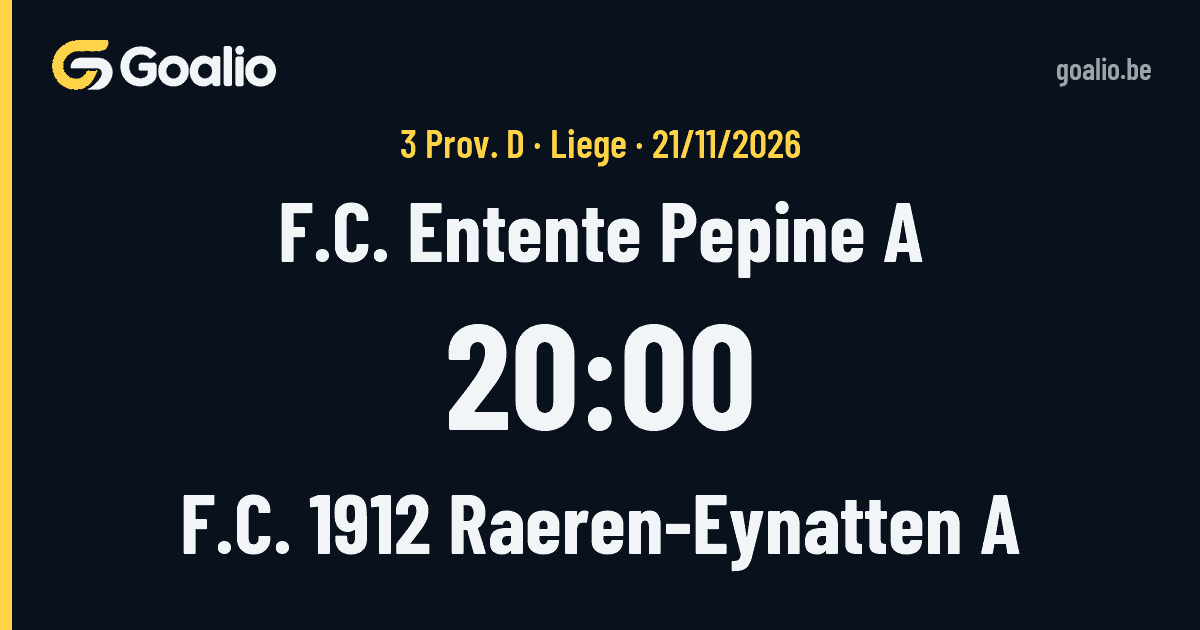 Goalio
goalio.be
3 Prov. D · Liege · 21/11/2026
F.C. Entente Pepine A
20:00
F.C. 1912 Raeren-Eynatten A